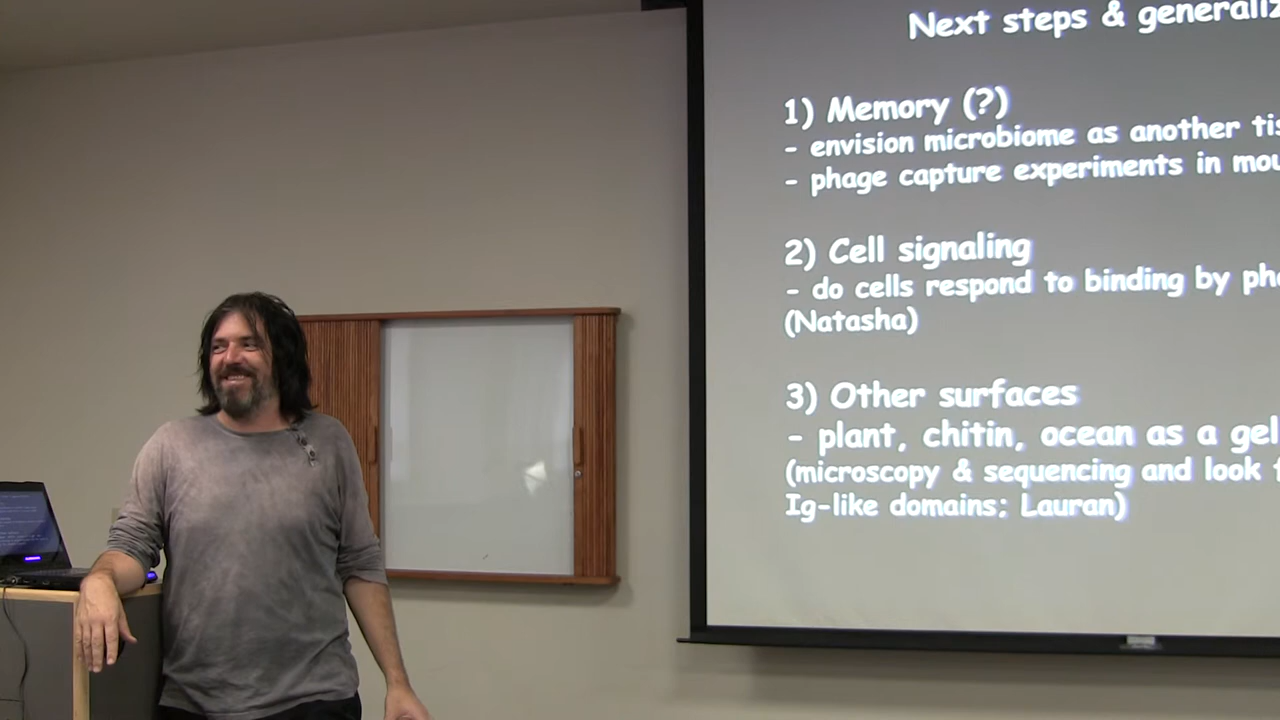 Next steps & generaliz
1) Memory (?)
- envision microbiome as another tis
- phage capture experiments in mou
2) Cell signaling
- do cells respond to binding by pha
(Natasha)
3) Other surfaces
- plant, chitin, ocean as a gel
(microscopy & sequencing and look f
Ig-like domains; Lauran)